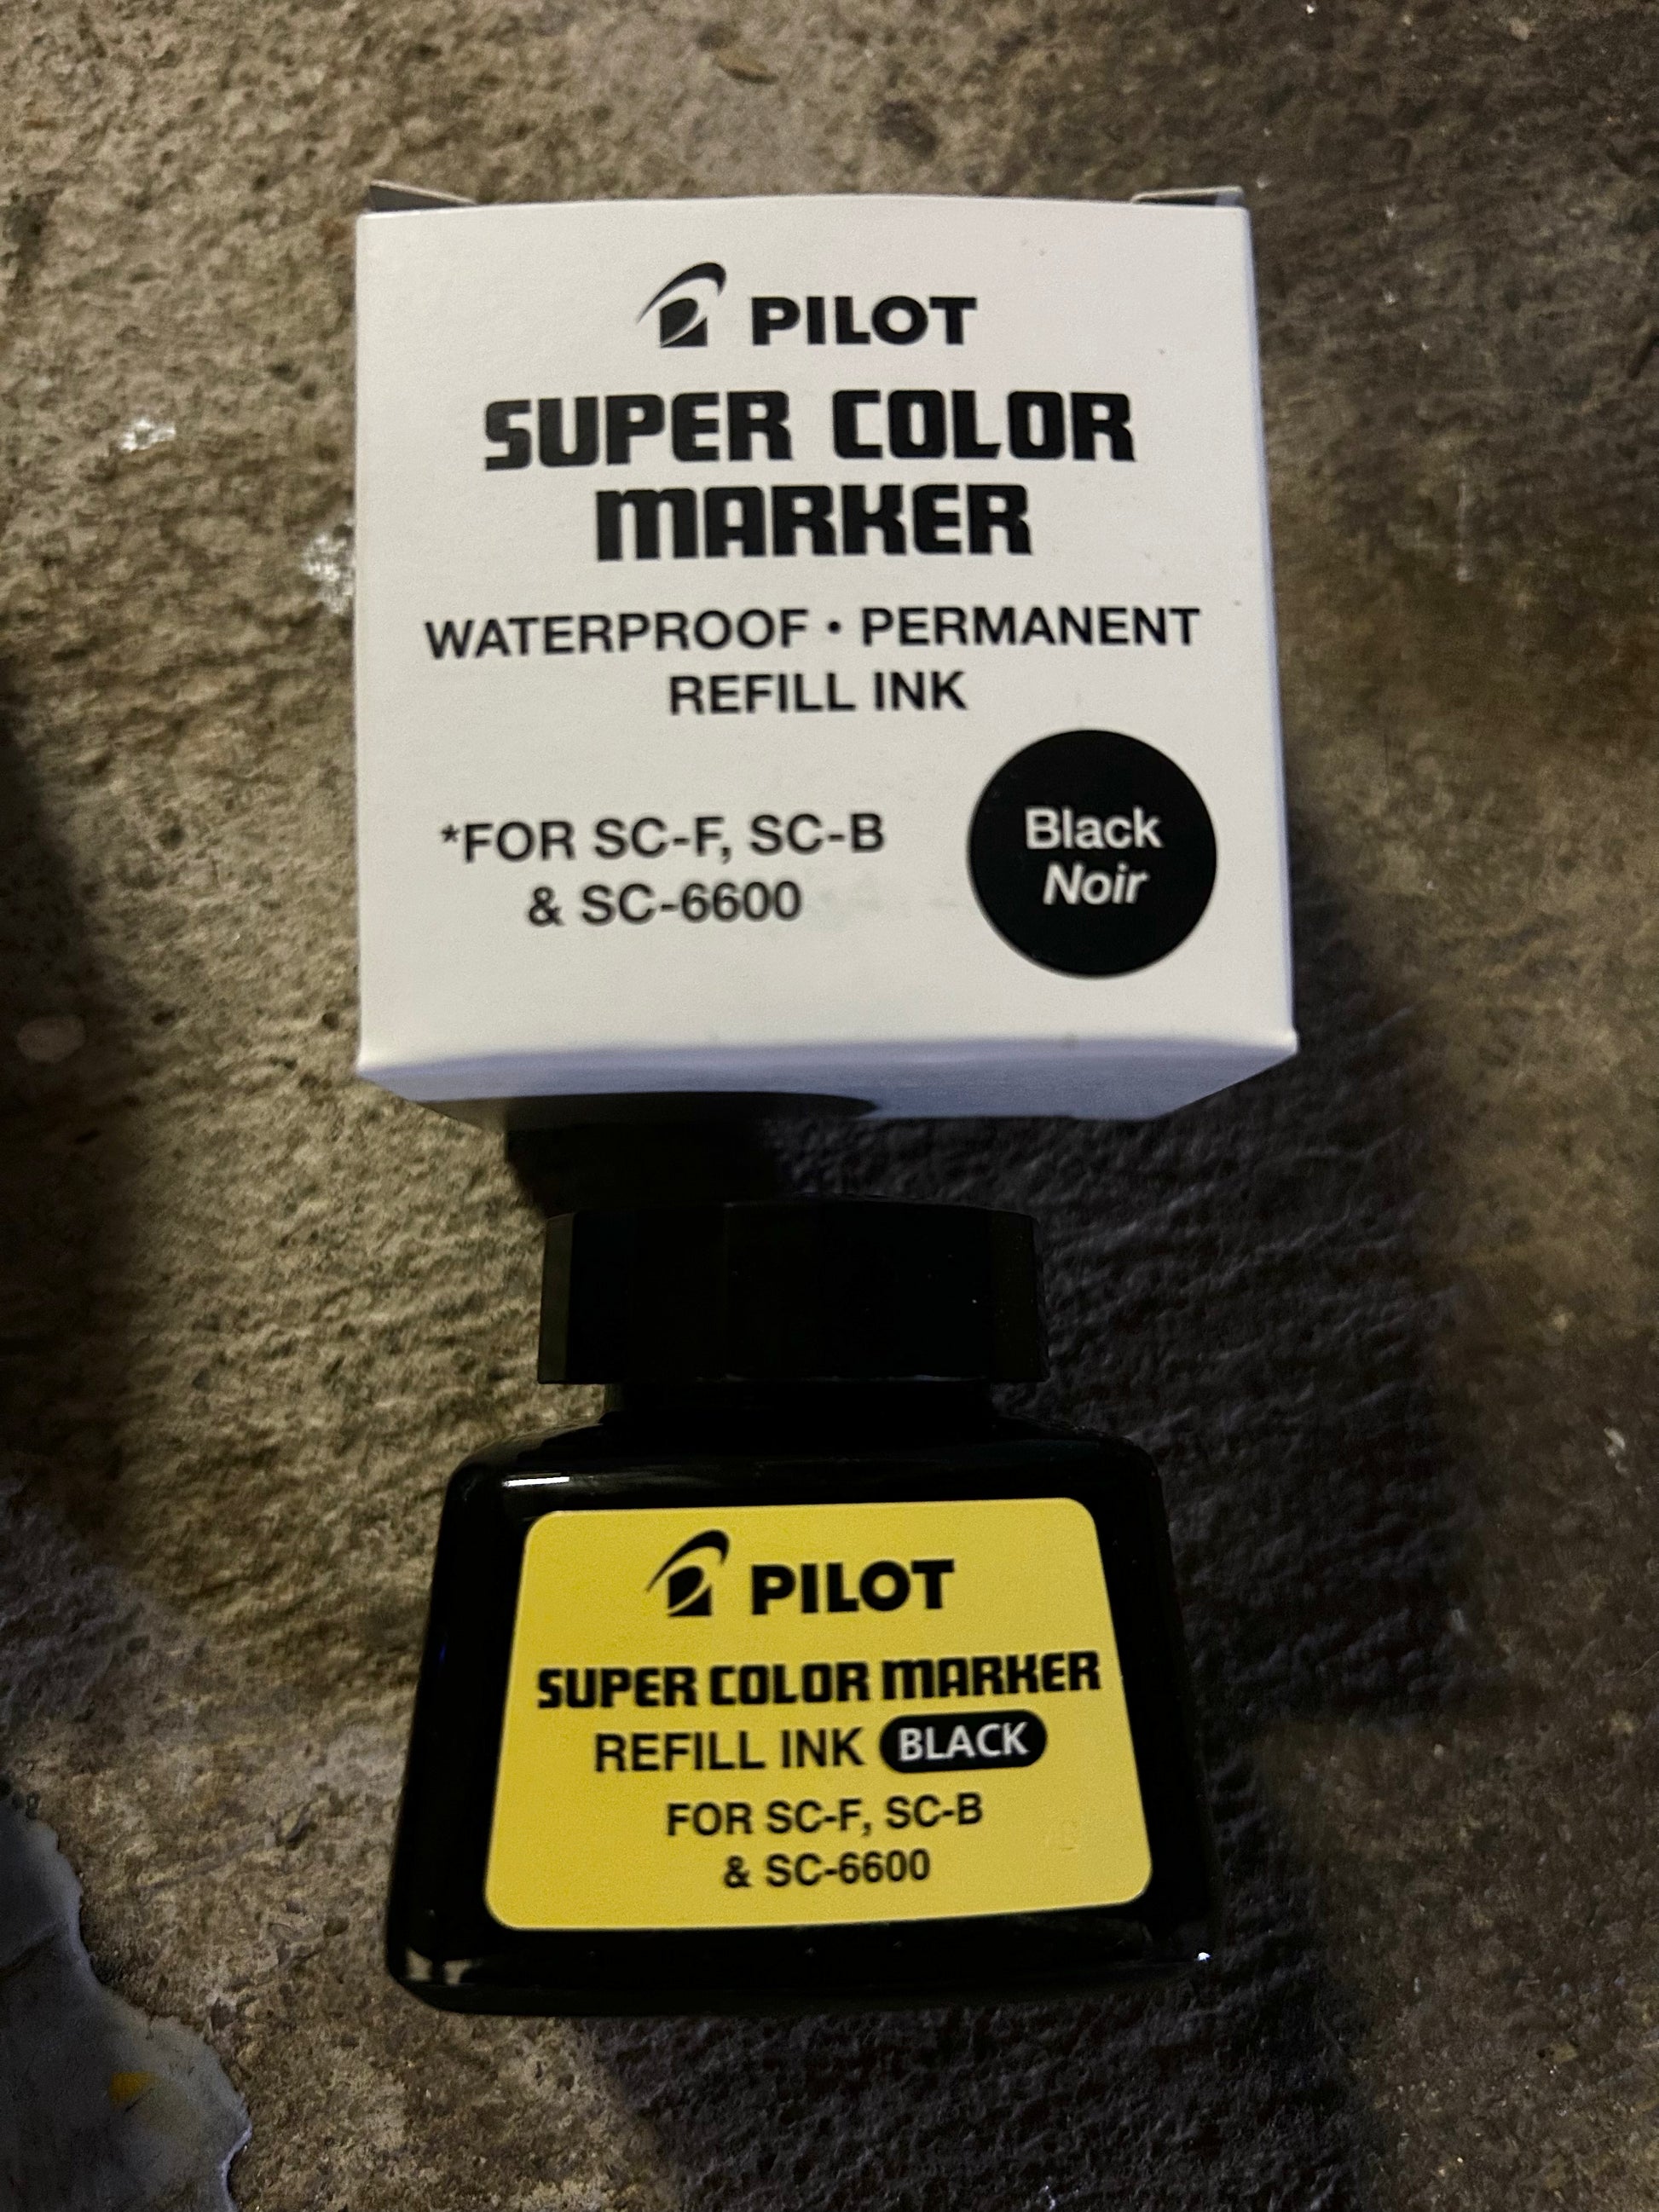 PILOT
SUPER COLOR
MARKER
WATERPROOF • PERMANENT
REFILL INK
*FOR SC-F, SC-B
& SC-6600
Black
Noir
PILOT
SUPER COLOR MARKER
REFILL INK BLACK
FOR SC-F, SC-B
& SC-6600